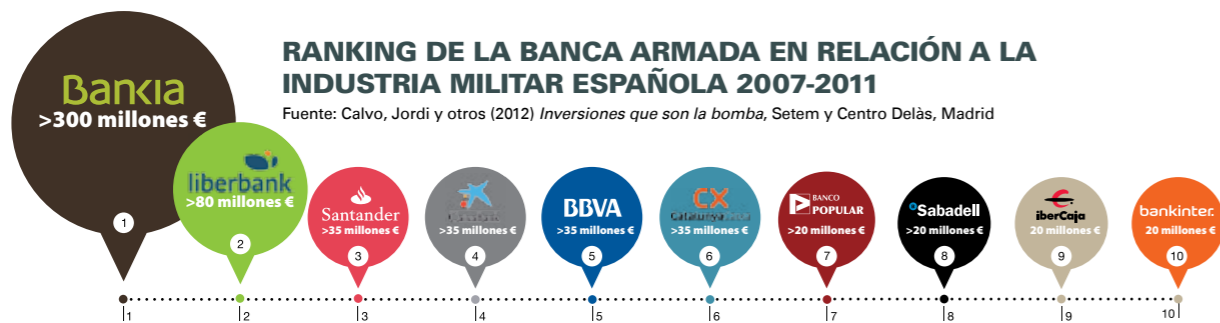 RANKING DE LA BANCA ARMADA EN RELACIÓN A LA
INDUSTRIA MILITAR ESPAÑOLA 2007-2011
Fuente: Calvo, Jordi y otros (2012) Inversiones que son la bomba, Setem y Centro Delàs, Madrid
Bankia
>300 millones €
1
liberbank
>80 millones €
2
Santander
>35 millones €
3
>35 millones €
4
BBVA
>35 millones €
5
CX
>35 millones €
6
BANCO
POPULAR
>20 millones €
7
Sabadell
>20 millones €
8
iberCaja
20 millones €
9
bankinter.
20 millones €
10
1 2 3 4 5 6 7 8 9 10